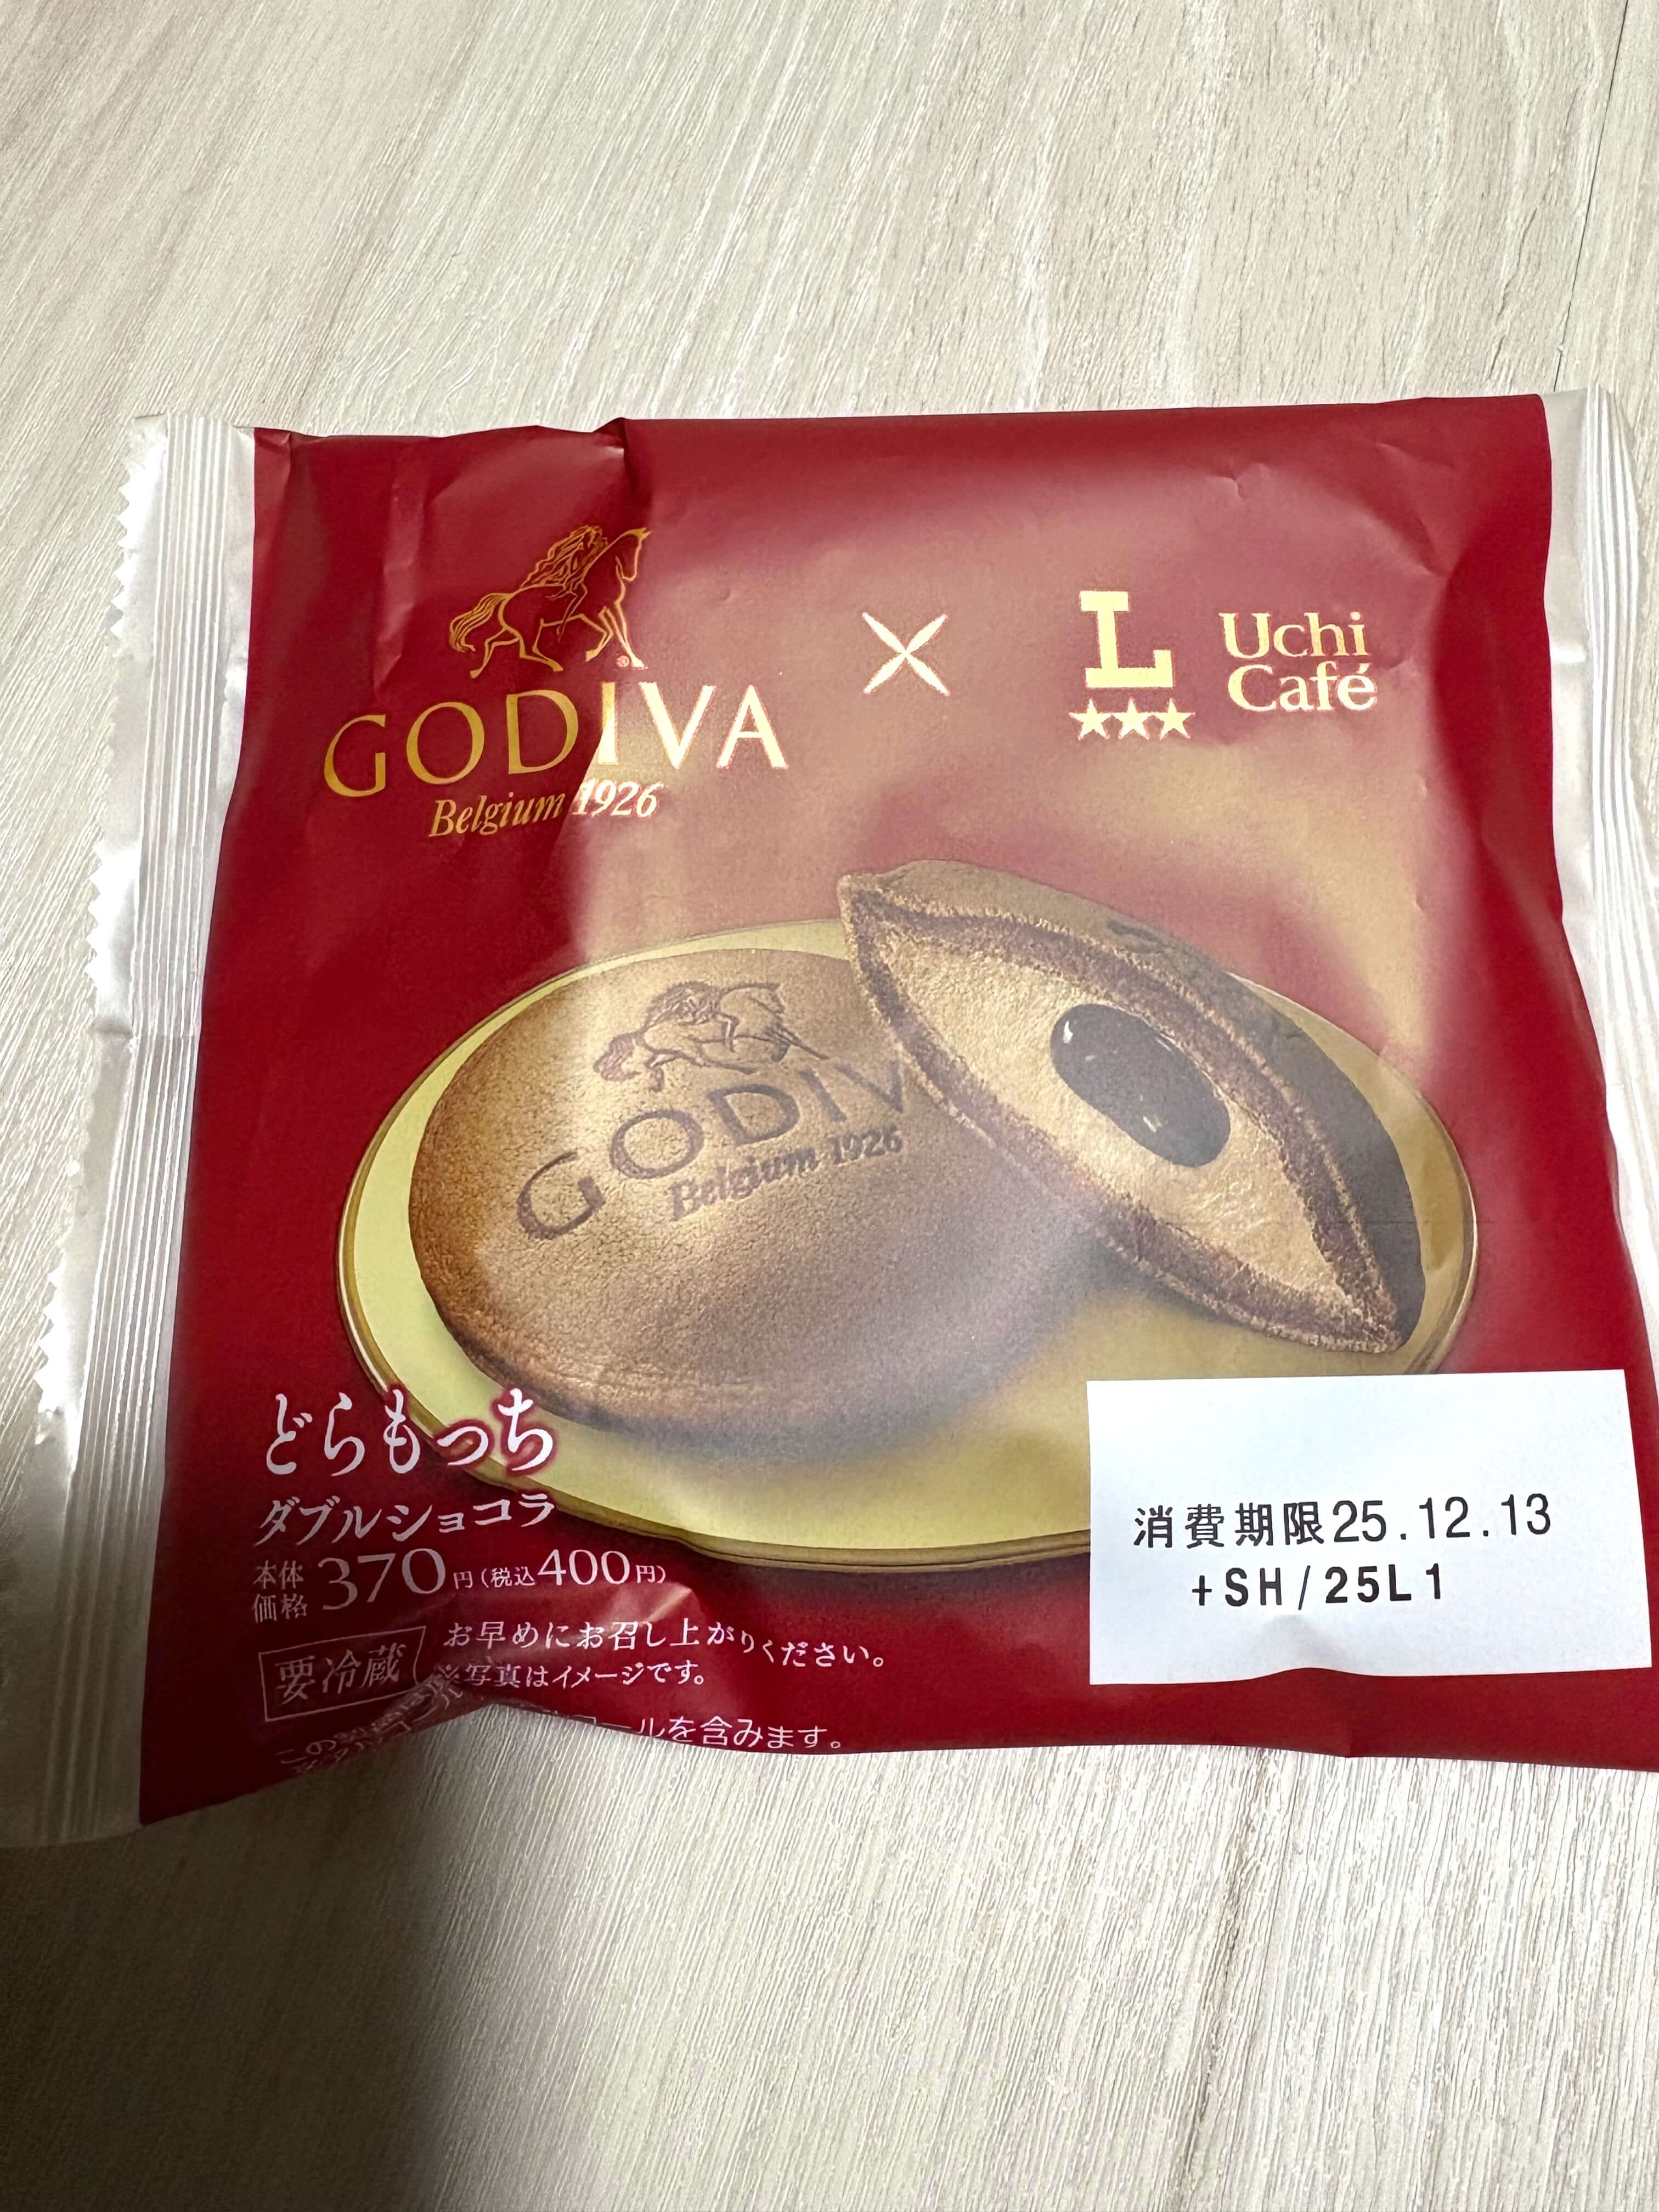 GODIVA
Belgium 1926
×
L
Uchi
Café
GODIV
Belgium 1926
どらもっち
ダブルショコラ
本体価格370円(税込400円)
要冷蔵
お早めにお召し上がりください。
※写真はイメージです。
ールを含みます。
消費期限25.12.13
+SH/25L1